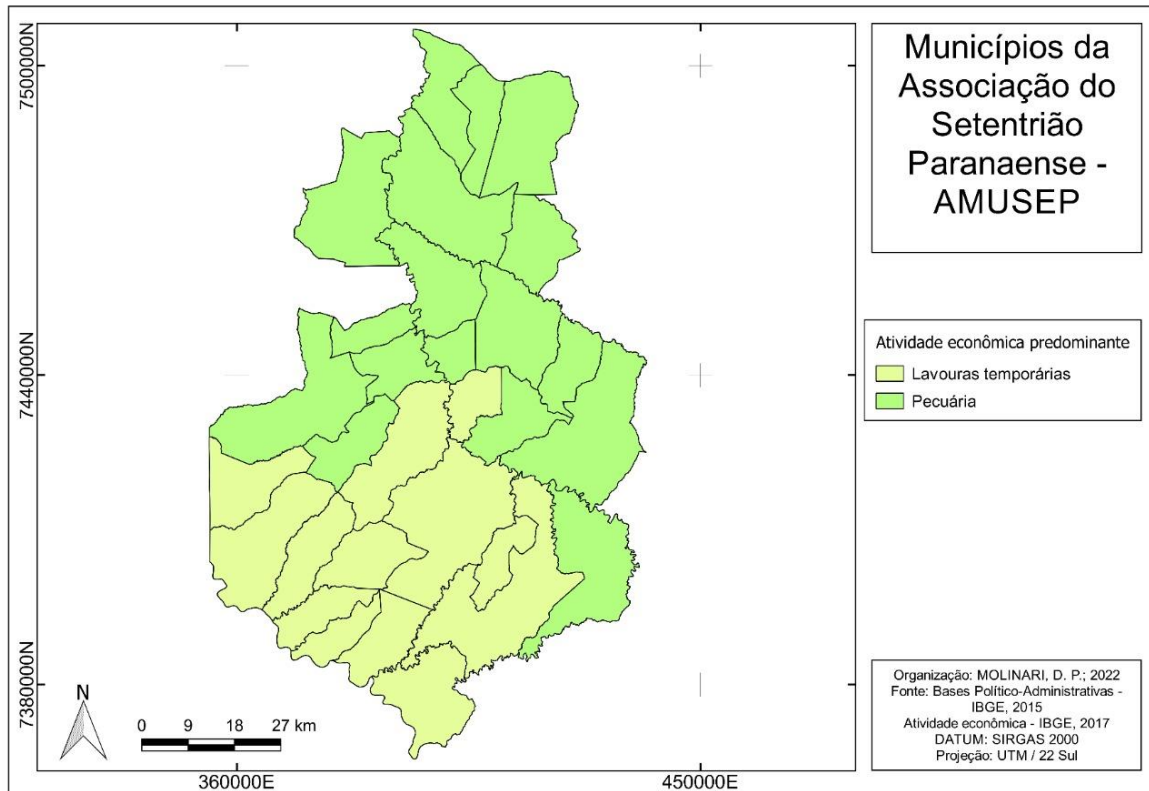 Municípios da
Associação do
Setentrião
Paranaense -
AMUSEP
7500000N
7440000N
7380000N
360000E
450000E
Atividade econômica predominante
Lavouras temporárias
Pecuária
N
0 9 18 27 km
Organização: MOLINARI, D. P.; 2022
Fonte: Bases Político-Administrativas -
IBGE, 2015
Atividade econômica - IBGE, 2017
DATUM: SIRGAS 2000
Projeção: UTM / 22 Sul